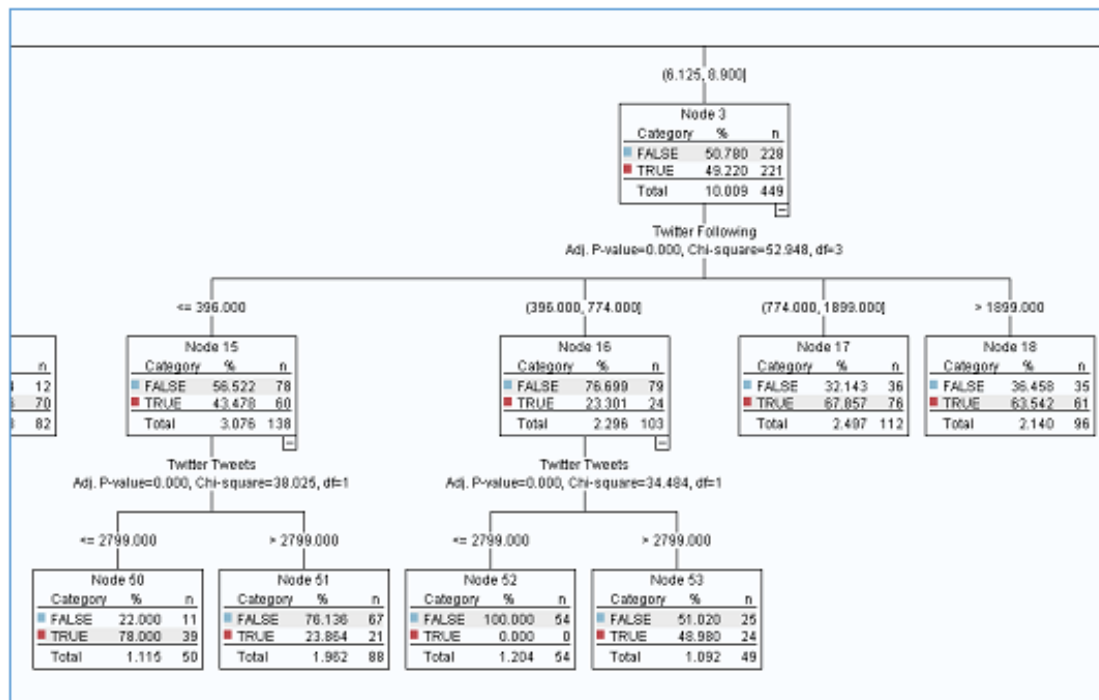 (6.125, 8.900]
Node 3
Category % n
FALSE 50.780 228
TRUE 49.220 221
Total 10.009 449
Twitter Following
Adj. P-value=0.000, Chi-square=52.948, df=3
<= 396.000
(396.000, 774.000]
(774.000, 1899.000]
> 1899.000
n
12
70
82
Node 15
Category % n
FALSE 56.522 78
TRUE 43.478 60
Total 3.076 138
Node 16
Category % n
FALSE 76.699 79
TRUE 23.301 24
Total 2.296 103
Node 17
Category % n
FALSE 32.143 36
TRUE 67.857 76
Total 2.497 112
Node 18
Category % n
FALSE 36.458 35
TRUE 63.542 61
Total 2.140 96
Twitter Tweets
Adj. P-value=0.000, Chi-square=38.025, df=1
Twitter Tweets
Adj. P-value=0.000, Chi-square=34.484, df=1
<= 2799.000
> 2799.000
<= 2799.000
> 2799.000
Node 50
Category % n
FALSE 22.000 11
TRUE 78.000 39
Total 1.115 50
Node 51
Category % n
FALSE 76.136 67
TRUE 23.864 21
Total 1.962 88
Node 52
Category % n
FALSE 100.000 54
TRUE 0.000 0
Total 1.204 54
Node 53
Category % n
FALSE 51.020 25
TRUE 48.980 24
Total 1.092 49